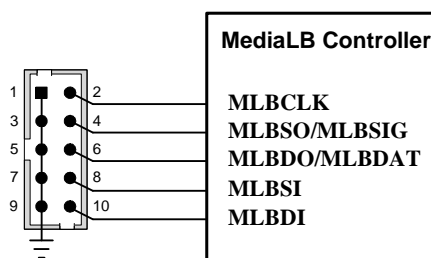 MediaLB Controller
1 2
MLBCLK
3 4
MLBSO/MLBSIG
5 6
MLBDO/MLBDAT
7 8
MLBSI
9 10
MLBDI